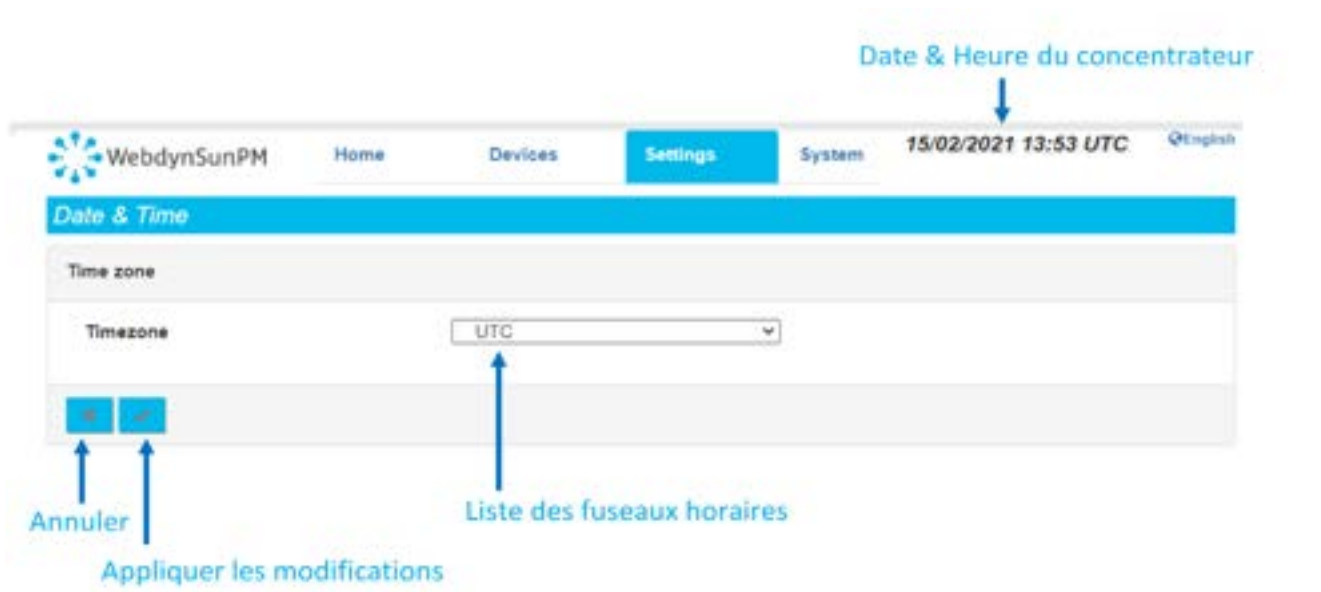 Date & Heure du concentrateur
WebdynSunPM Home Devices Settings System 15/02/2021 13:53 UTC English
Date & Time
Time zone
Timezone UTC
Annuler
Liste des fuseaux horaires
Appliquer les modifications